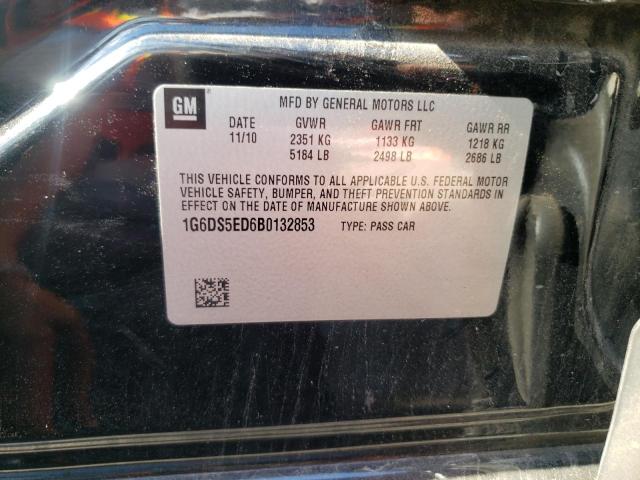 GM
MFD BY GENERAL MOTORS LLC
DATE GVWR GAWR FRT GAWR RR
11/10 2351 KG 1133 KG 1218 KG
5184 LB 2498 LB 2686 LB
THIS VEHICLE CONFORMS TO ALL APPLICABLE U.S. FEDERAL MOTOR
VEHICLE SAFETY, BUMPER, AND THEFT PREVENTION STANDARDS IN
EFFECT ON THE DATE OF MANUFACTURE SHOWN ABOVE.
1G6DS5ED6B0132853 TYPE: PASS CAR